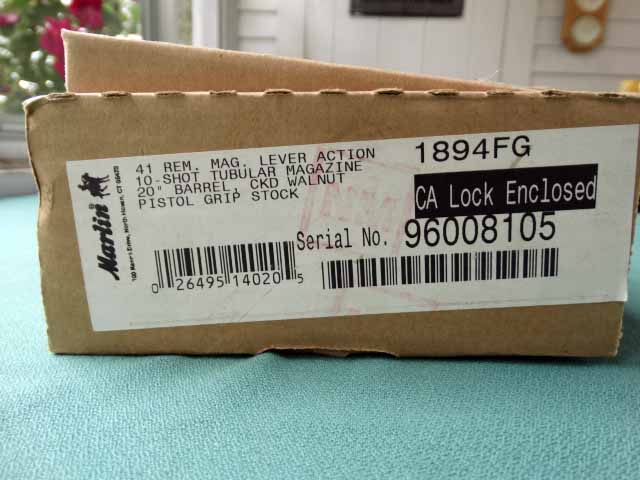 41 REM. MAG. LEVER ACTION
10-SHOT TUBULAR MAGAZINE
20" BARREL, CKD WALNUT
PISTOL GRIP STOCK
1894FG
CA Lock Enclosed
Serial No. 96008105
Marlin®
0 26495 14020 5